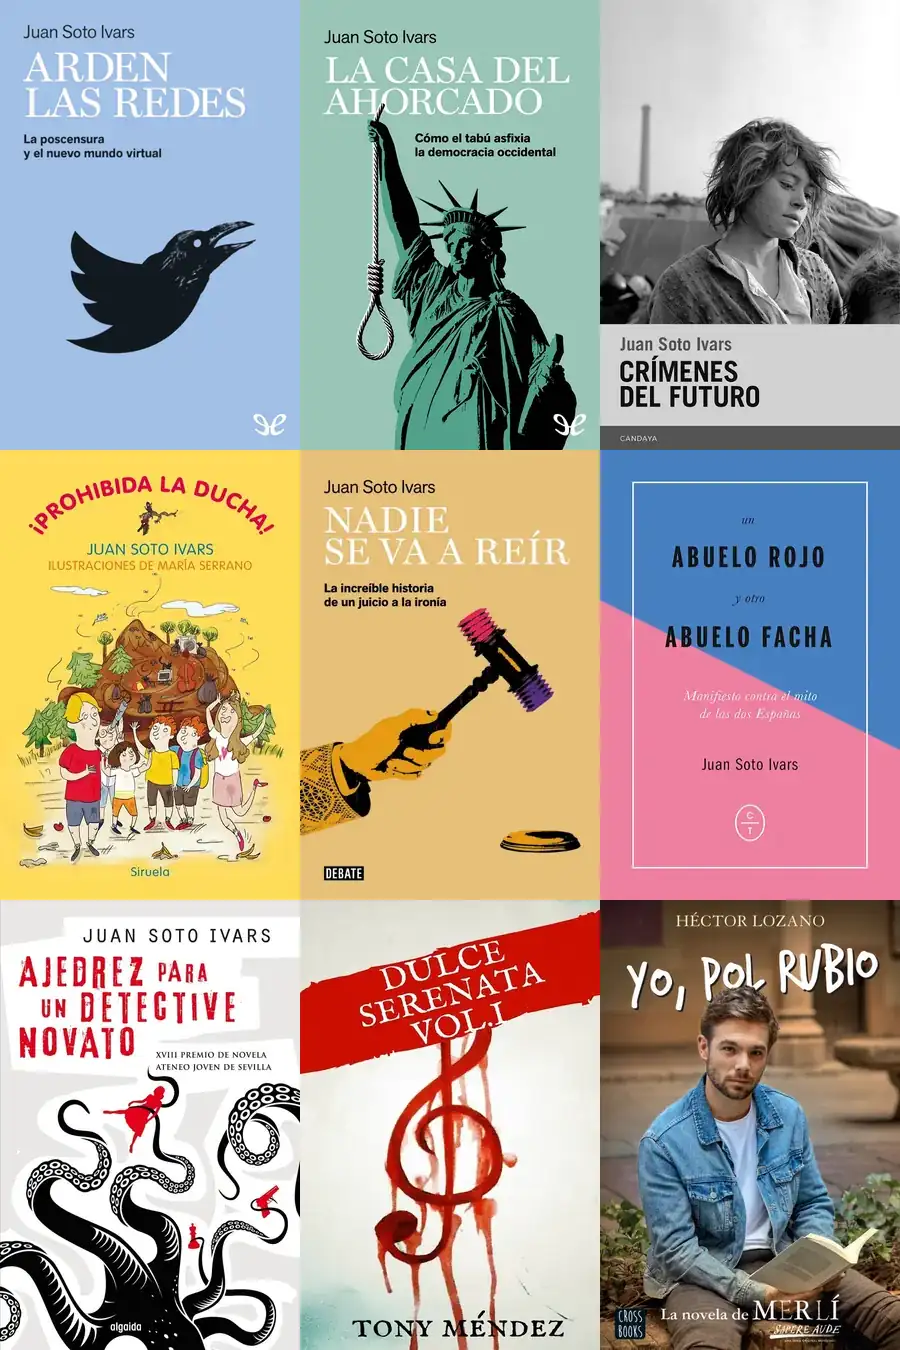 Juan Soto Ivars
ARDEN
LAS REDES
La poscensura
y el nuevo mundo virtual
Juan Soto Ivars
LA CASA DEL
AHORCADO
Cómo el tabú asfixia
la democracia occidental
Juan Soto Ivars
CRÍMENES
DEL FUTURO
CANDAYA
¡PROHIBIDA LA DUCHA!
JUAN SOTO IVARS
ILUSTRACIONES DE MARÍA SERRANO
Siruela
Juan Soto Ivars
NADIE
SE VA A REÍR
La increíble historia
de un juicio a la ironía
DEBATE
un
ABUELO ROJO
y otro
ABUELO FACHA
Manifiesto contra el mito
de las dos Españas
Juan Soto Ivars
C
T
JUAN SOTO IVARS
AJEDREZ PARA
UN DETECTIVE
NOVATO
XVIII PREMIO DE NOVELA
ATENEO JOVEN DE SEVILLA
algaida
DULCE
SERENATA
VOL.I
TONY MÉNDEZ
HÉCTOR LOZANO
YO, POL RUBIO
CROSS
BOOKS
La novela de MERLÍ
SAPERE AUDE